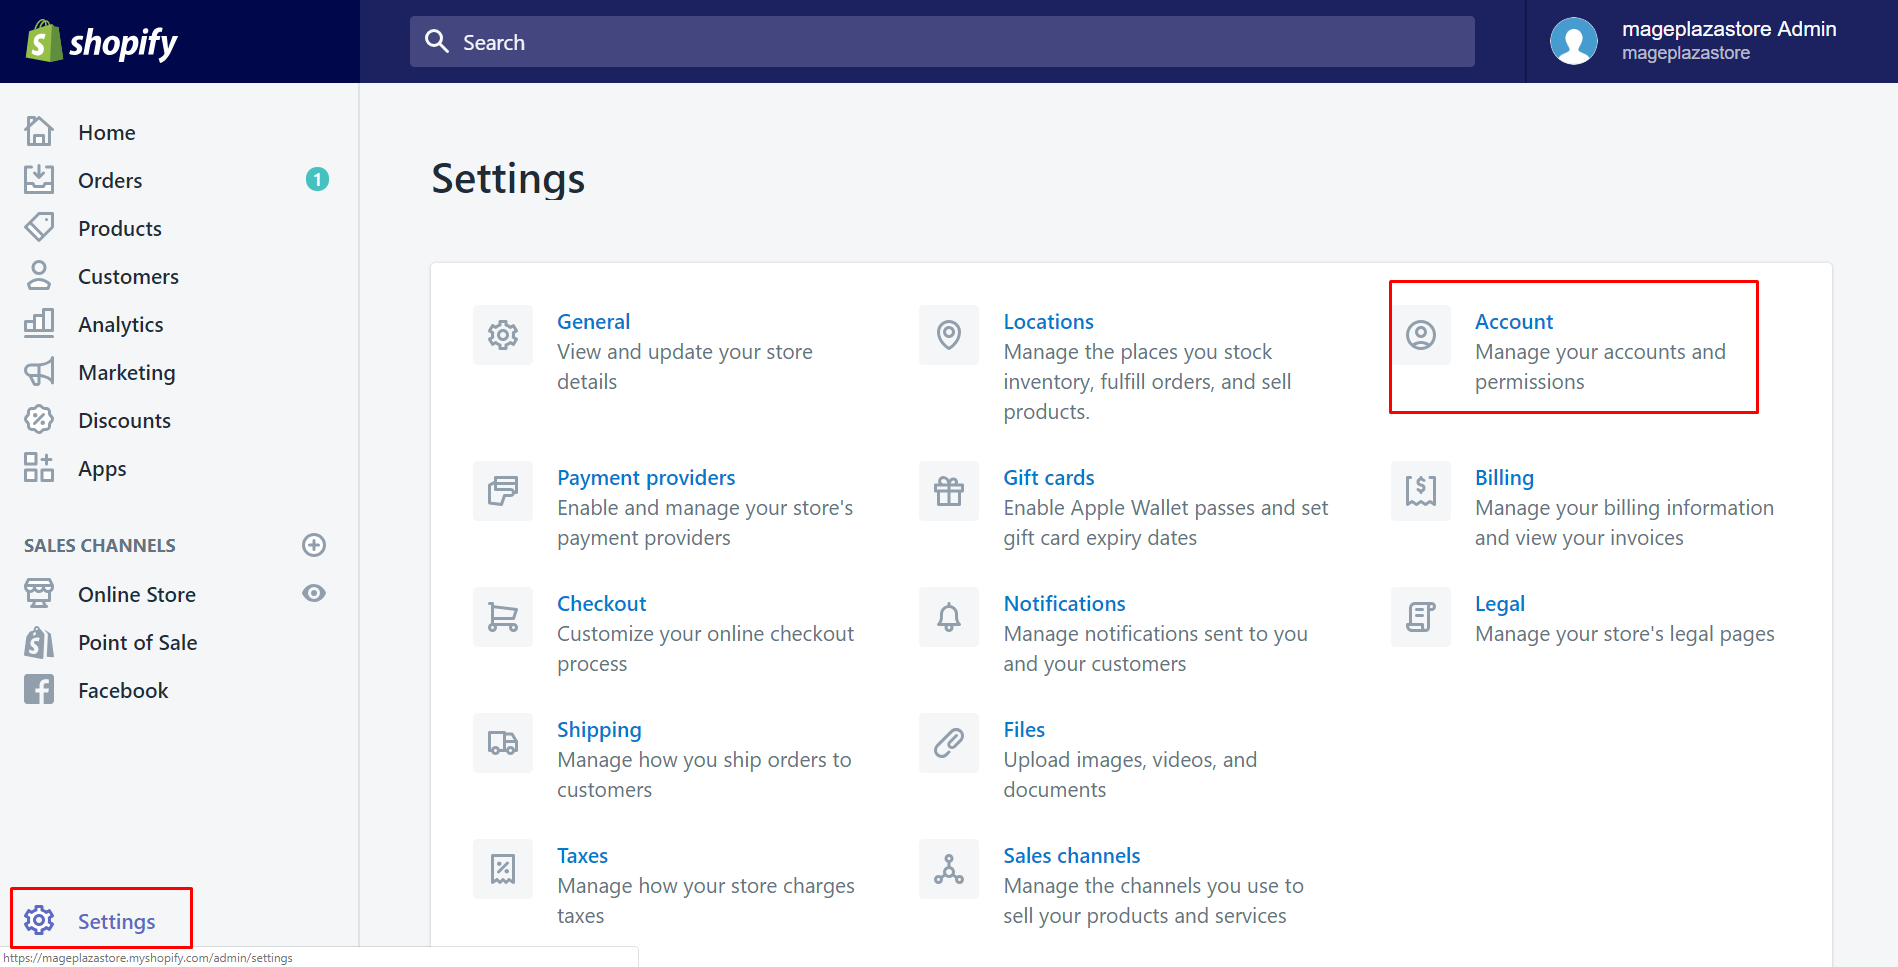 shopify
Search
mageplazastore Admin
mageplazastore
Home
Orders
1
Products
Customers
Analytics
Marketing
Discounts
Apps
SALES CHANNELS
Online Store
Point of Sale
Facebook
Settings
https://mageplazastore.myshopify.com/admin/settings
Settings
General
View and update your store
details
Locations
Manage the places you stock
inventory, fulfill orders, and sell
products.
Account
Manage your accounts and
permissions
Payment providers
Enable and manage your store's
payment providers
Gift cards
Enable Apple Wallet passes and set
gift card expiry dates
Billing
Manage your billing information
and view your invoices
Checkout
Customize your online checkout
process
Notifications
Manage notifications sent to you
and your customers
Legal
Manage your store's legal pages
Shipping
Manage how you ship orders to
customers
Files
Upload images, videos, and
documents
Taxes
Manage how your store charges
taxes
Sales channels
Manage the channels you use to
sell your products and services